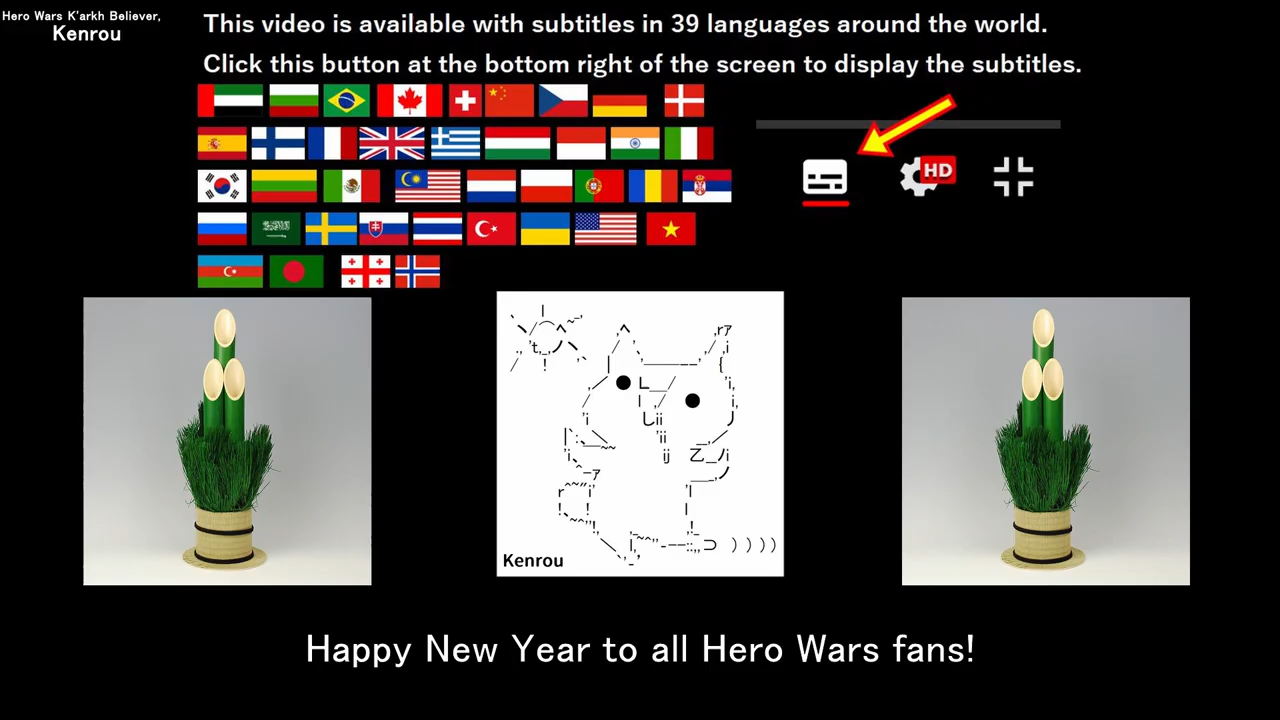 Hero Wars K'arkh Believer,
Kenrou
This video is available with subtitles in 39 languages around the world.
Click this button at the bottom right of the screen to display the subtitles.
HD
Kenrou
Happy New Year to all Hero Wars fans!